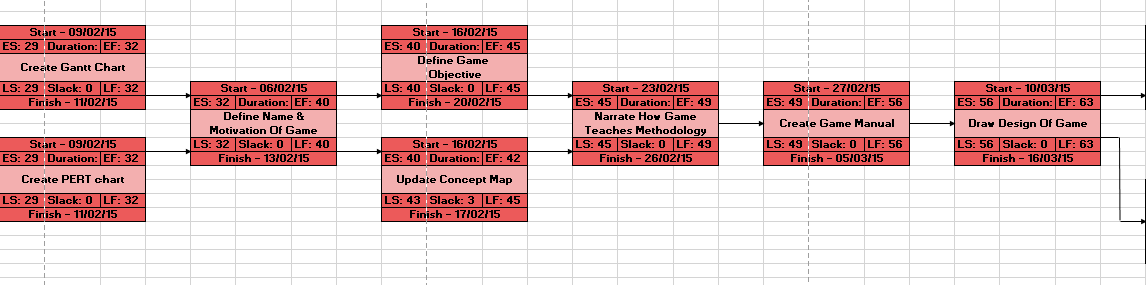 Start - 09/02/15
ES: 29 Duration: EF: 32
Create Gantt Chart
LS: 29 Slack: 0 LF: 32
Finish - 11/02/15
Start - 09/02/15
ES: 29 Duration: EF: 32
Create PERT chart
LS: 29 Slack: 0 LF: 32
Finish - 11/02/15
Start - 06/02/15
ES: 32 Duration: EF: 40
Define Name &
Motivation Of Game
LS: 32 Slack: 0 LF: 40
Finish - 13/02/15
Start - 16/02/15
ES: 40 Duration: EF: 45
Define Game
Objective
LS: 40 Slack: 0 LF: 45
Finish - 20/02/15
Start - 16/02/15
ES: 40 Duration: EF: 42
Update Concept Map
LS: 43 Slack: 3 LF: 45
Finish - 17/02/15
Start - 23/02/15
ES: 45 Duration: EF: 49
Narrate How Game
Teaches Methodology
LS: 45 Slack: 0 LF: 49
Finish - 26/02/15
Start - 27/02/15
ES: 49 Duration: EF: 56
Create Game Manual
LS: 49 Slack: 0 LF: 56
Finish - 05/03/15
Start - 10/03/15
ES: 56 Duration: EF: 63
Draw Design Of Game
LS: 56 Slack: 0 LF: 63
Finish - 16/03/15